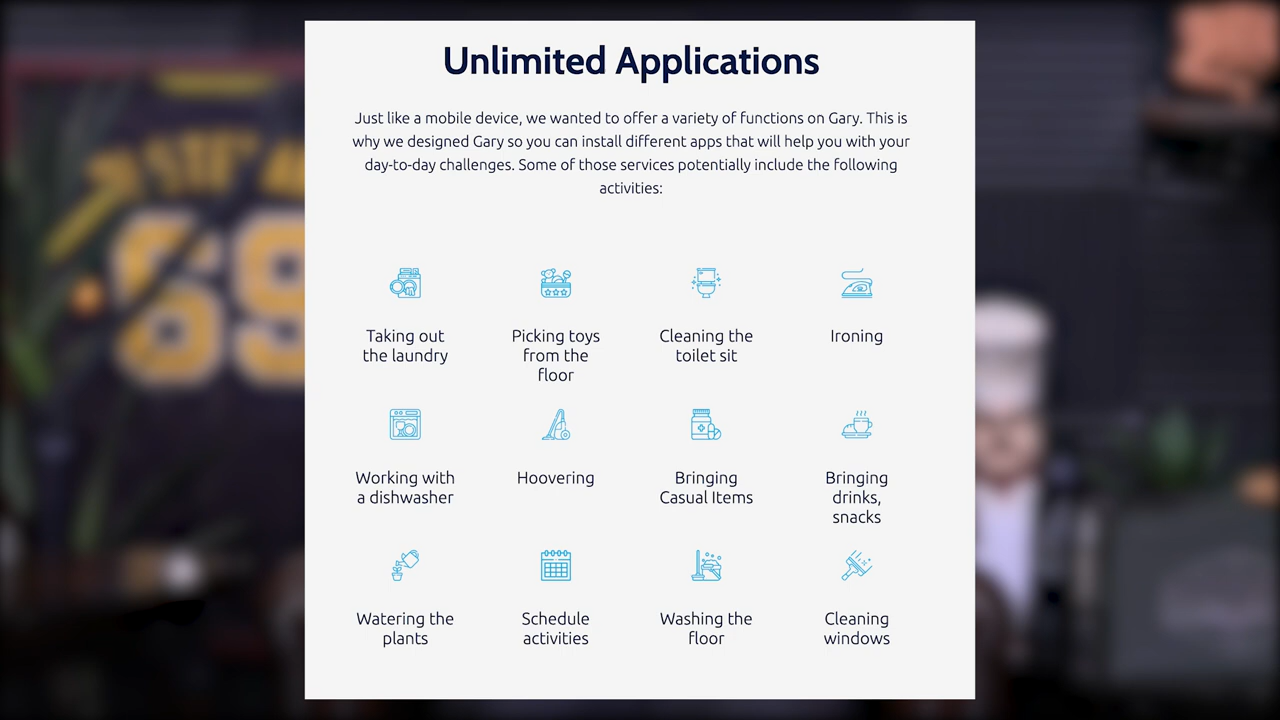 Unlimited Applications
Just like a mobile device, we wanted to offer a variety of functions on Gary. This is
why we designed Gary so you can install different apps that will help you with your
day-to-day challenges. Some of those services potentially include the following
activities:
Taking out
the laundry
Picking toys
from the
floor
Cleaning the
toilet sit
Ironing
Working with
a dishwasher
Hoovering
Bringing
Casual Items
Bringing
drinks,
snacks
Watering the
plants
Schedule
activities
Washing the
floor
Cleaning
windows